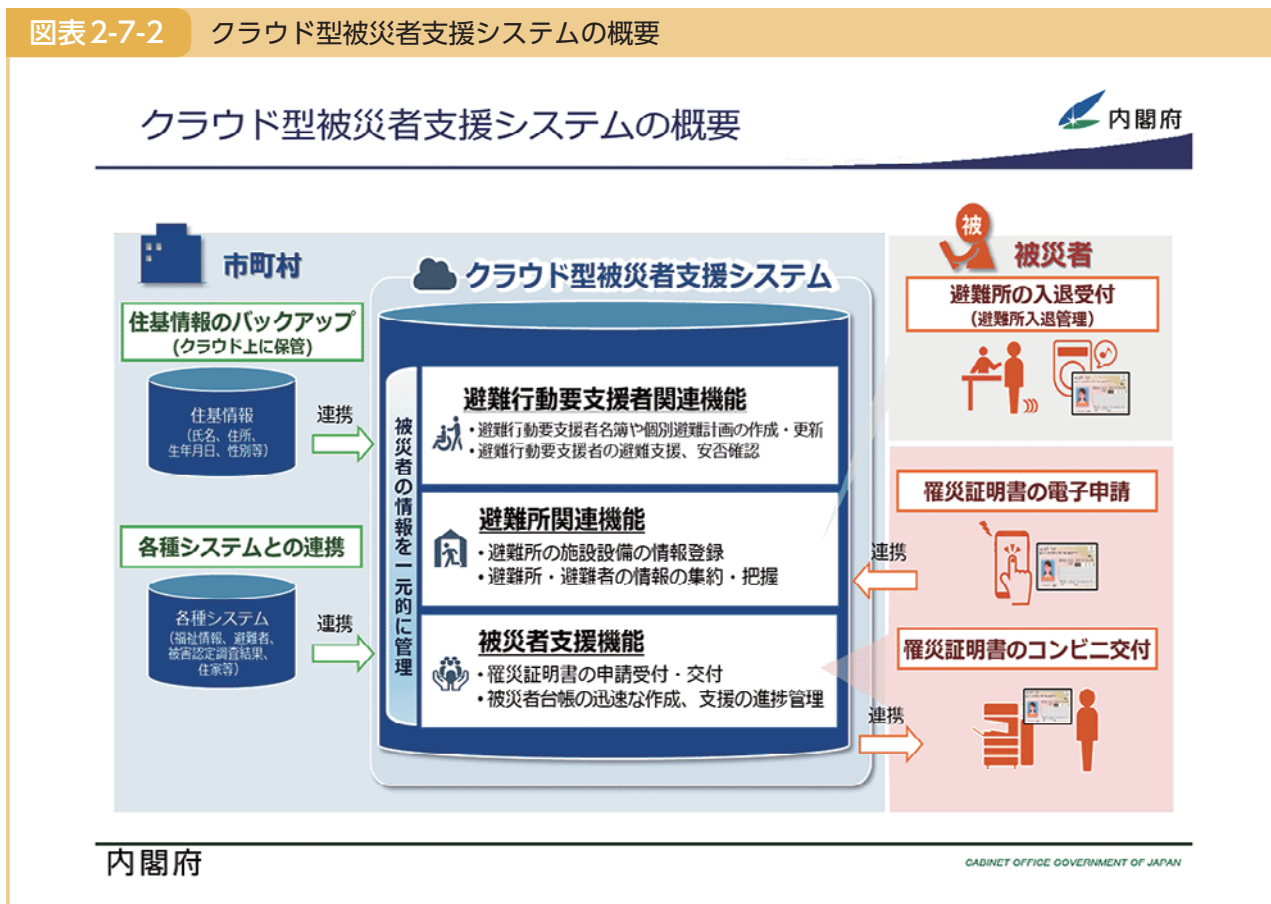 図表2-7-2 クラウド型被災者支援システムの概要
クラウド型被災者支援システムの概要
内閣府
市町村
住基情報のバックアップ
(クラウド上に保管)
住基情報
(氏名、住所、
生年月日、性別等)
連携
各種システムとの連携
各種システム
(福祉情報、避難者、
被害認定調査結果、
住家等)
連携
クラウド型被災者支援システム
被災者の情報を一元的に管理
避難行動要支援者関連機能
・避難行動要支援者名簿や個別避難計画の作成・更新
・避難行動要支援者の避難支援、安否確認
避難所関連機能
・避難所の施設設備の情報登録
・避難所・避難者の情報の集約・把握
被災者支援機能
・罹災証明書の申請受付・交付
・被災者台帳の迅速な作成、支援の進捗管理
被
被災者
避難所の入退受付
(避難所入退管理)
罹災証明書の電子申請
連携
罹災証明書のコンビニ交付
連携
内閣府
CABINET OFFICE GOVERNMENT OF JAPAN